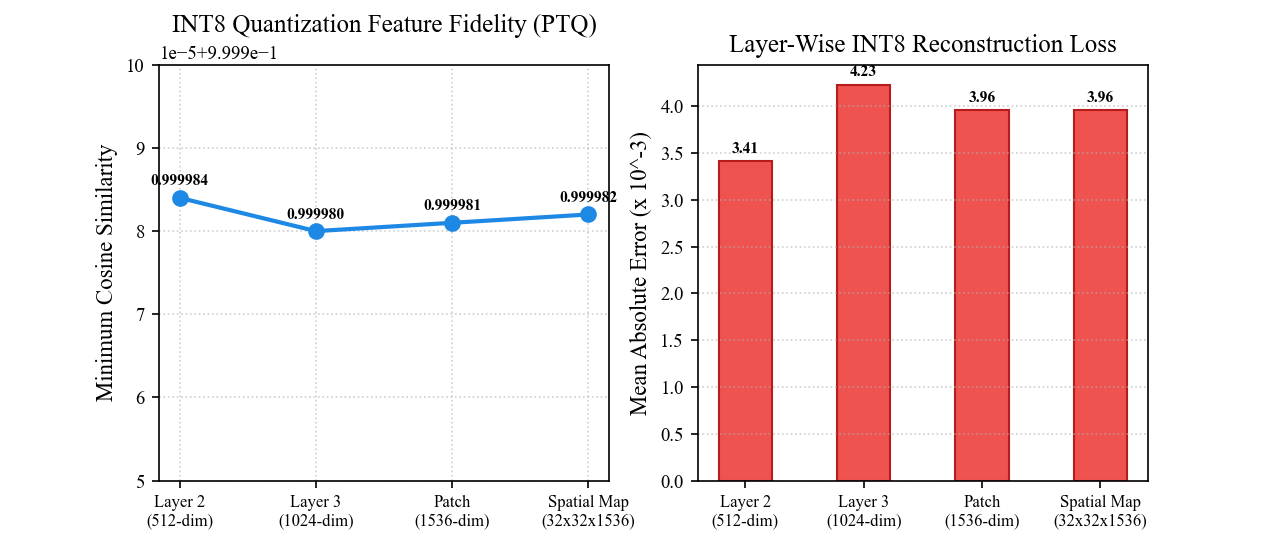 INT8 Quantization Feature Fidelity (PTQ)
1e−5+9.999e−1
10
9
8
7
6
5
Minimum Cosine Similarity
0.999984
0.999980
0.999981
0.999982
Layer 2
(512-dim)
Layer 3
(1024-dim)
Patch
(1536-dim)
Spatial Map
(32x32x1536)
Layer-Wise INT8 Reconstruction Loss
4.0
3.5
3.0
2.5
2.0
1.5
1.0
0.5
0.0
Mean Absolute Error (x 10^-3)
3.41
4.23
3.96
3.96
Layer 2
(512-dim)
Layer 3
(1024-dim)
Patch
(1536-dim)
Spatial Map
(32x32x1536)